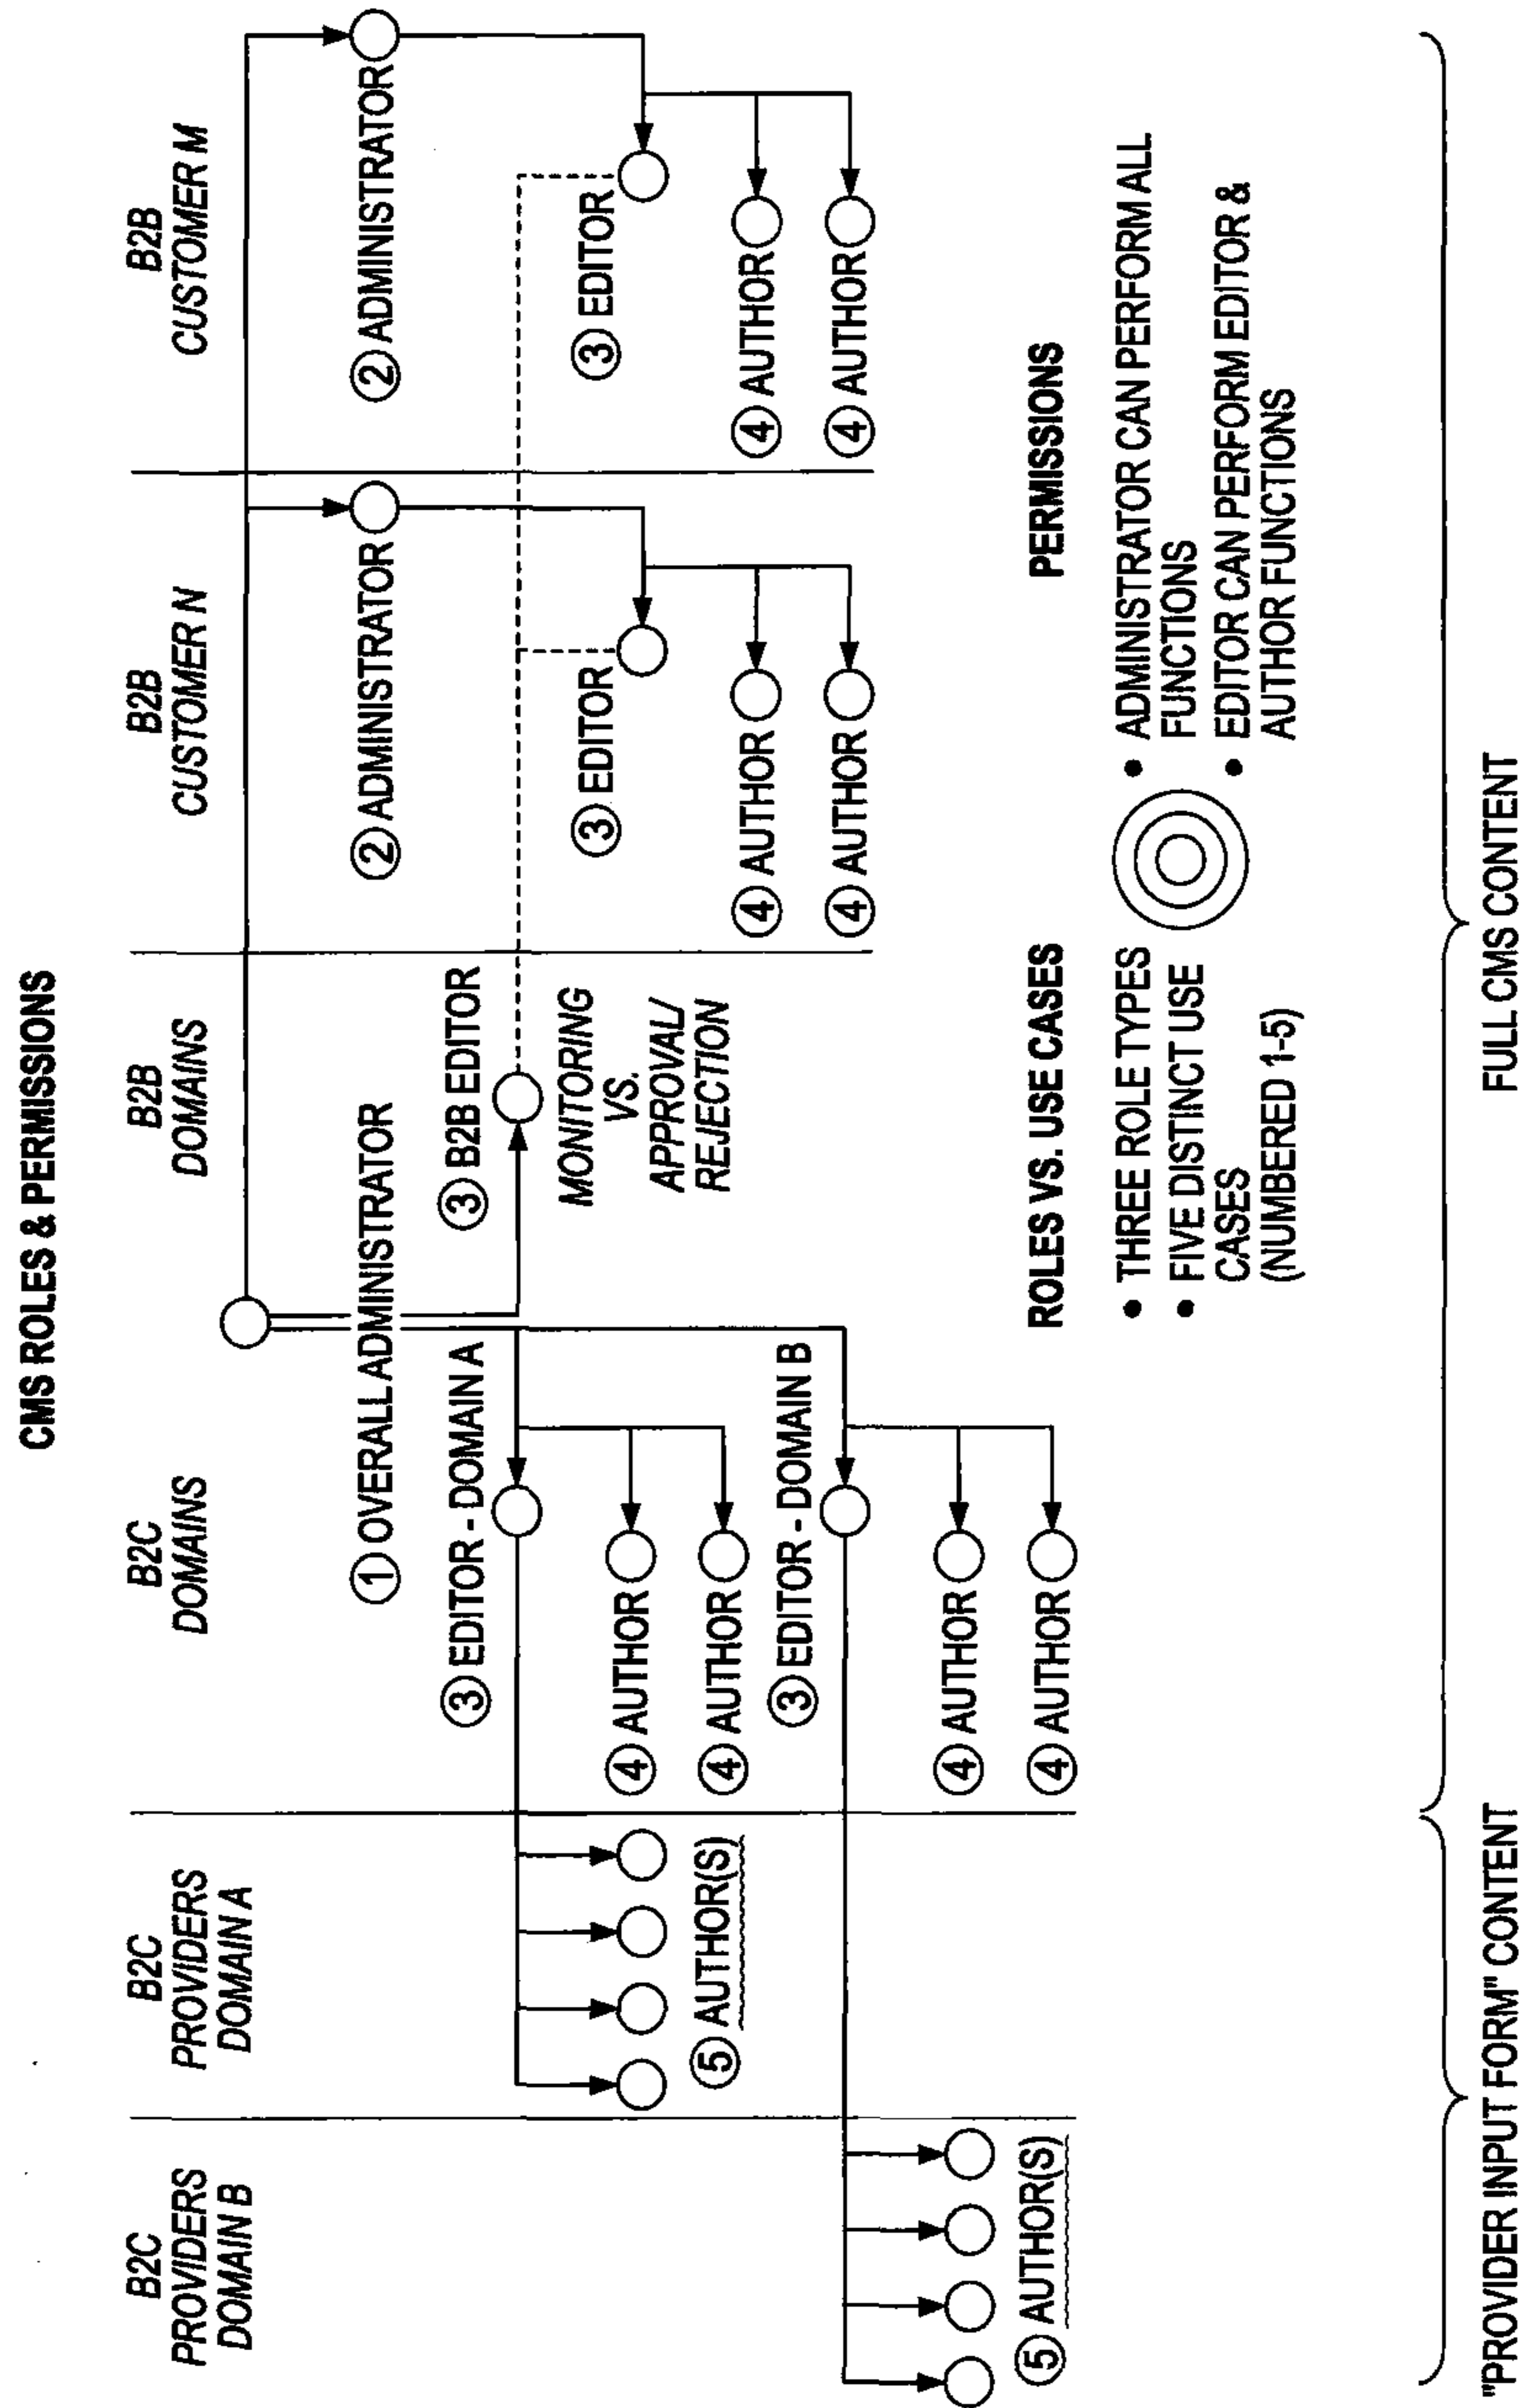 CMS ROLES & PERMISSIONS
B2C
PROVIDERS
DOMAIN B
B2C
PROVIDERS
DOMAIN A
B2C
DOMAINS
B2B
DOMAINS
B2B
CUSTOMER N
B2B
CUSTOMER M
1 OVERALL ADMINISTRATOR
2 ADMINISTRATOR
2 ADMINISTRATOR
3 EDITOR - DOMAIN A
3 B2B EDITOR
MONITORING
VS.
APPROVAL/
REJECTION
3 EDITOR
3 EDITOR
4 AUTHOR
4 AUTHOR
4 AUTHOR
5 AUTHOR(S)
4 AUTHOR
4 AUTHOR
4 AUTHOR
3 EDITOR - DOMAIN B
4 AUTHOR
5 AUTHOR(S)
4 AUTHOR
ROLES VS. USE CASES
• THREE ROLE TYPES
• FIVE DISTINCT USE
CASES
(NUMBERED 1-5)
PERMISSIONS
• ADMINISTRATOR CAN PERFORM ALL
FUNCTIONS
• EDITOR CAN PERFORM EDITOR &
AUTHOR FUNCTIONS
"PROVIDER INPUT FORM" CONTENT
FULL CMS CONTENT